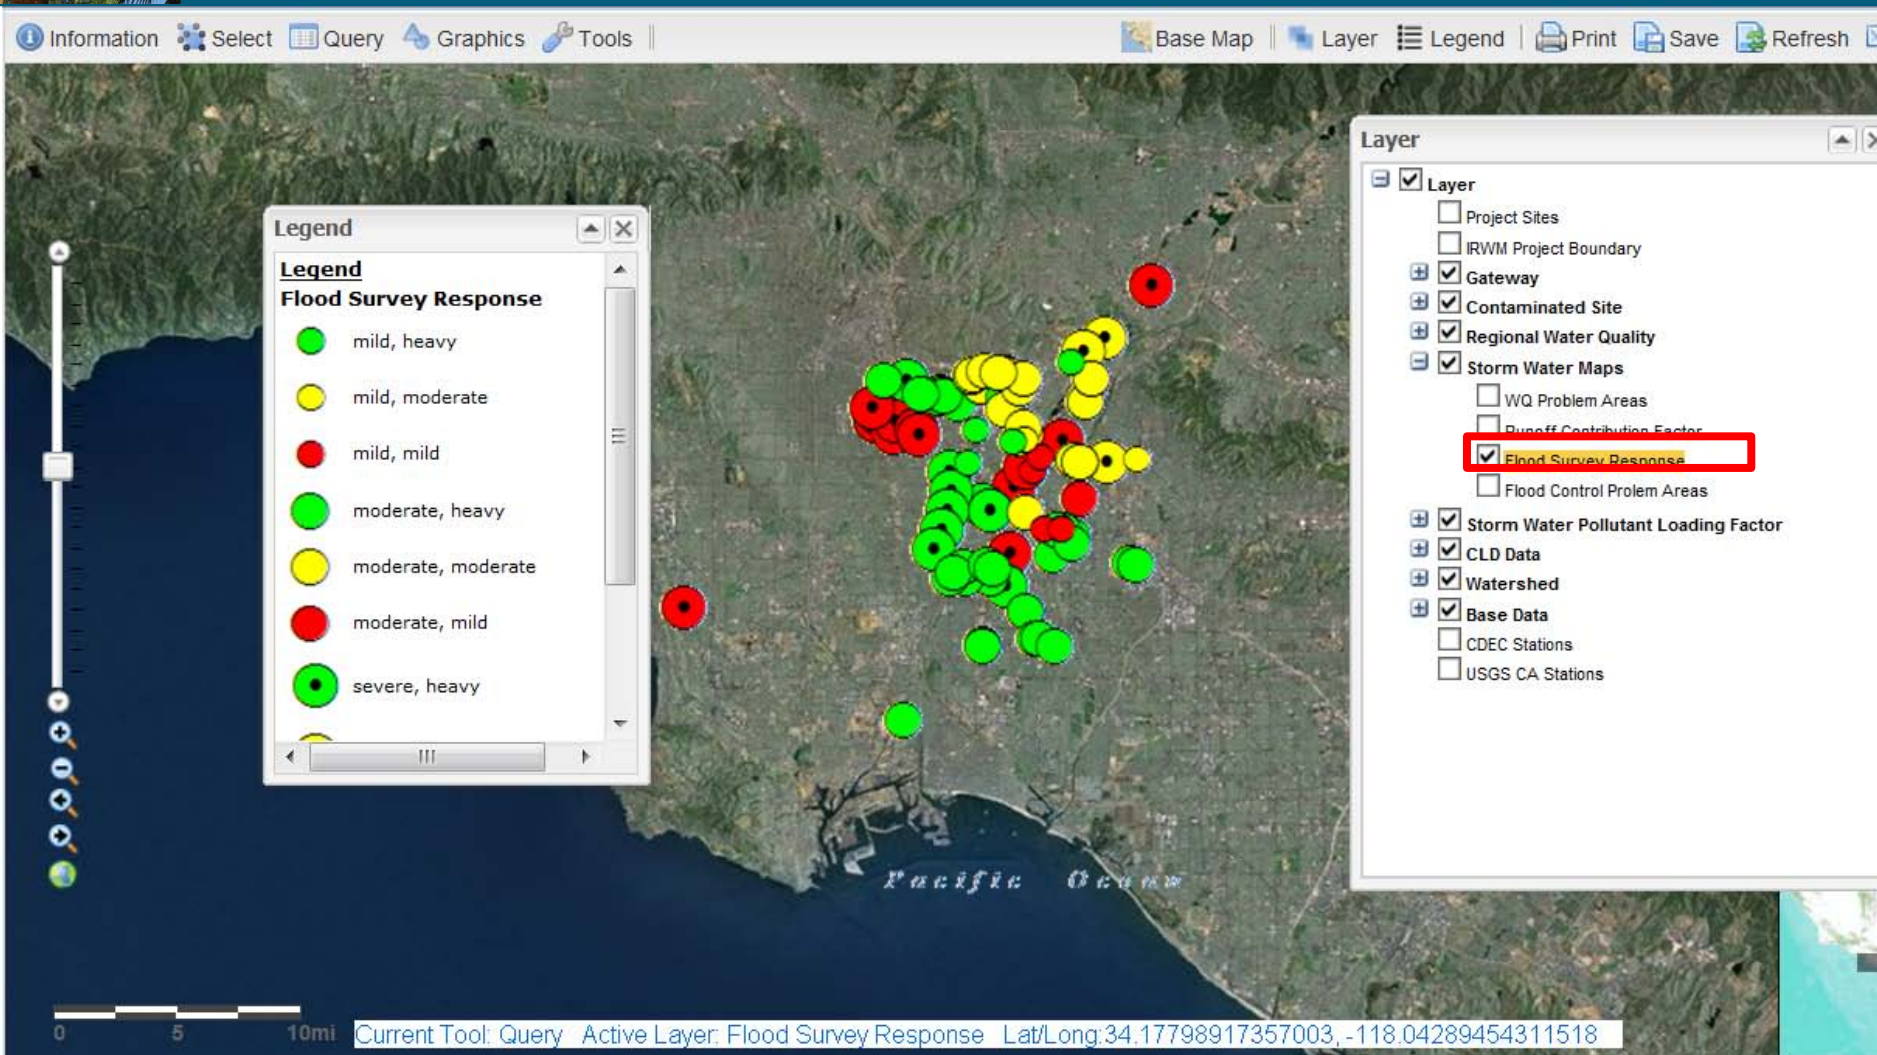 Information Select Query Graphics Tools Base Map Layer Legend Print Save Refresh
Legend
Legend
Flood Survey Response
mild, heavy
mild, moderate
mild, mild
moderate, heavy
moderate, moderate
moderate, mild
severe, heavy
Layer
Layer
Project Sites
IRWM Project Boundary
Gateway
Contaminated Site
Regional Water Quality
Storm Water Maps
WQ Problem Areas
Runoff Contribution Factor
Flood Survey Response
Flood Control Prolem Areas
Storm Water Pollutant Loading Factor
CLD Data
Watershed
Base Data
CDEC Stations
USGS CA Stations
Pacific Ocean
0 5 10mi
Current Tool: Query Active Layer: Flood Survey Response Lat/Long:34.17798917357003, -118.04289454311518